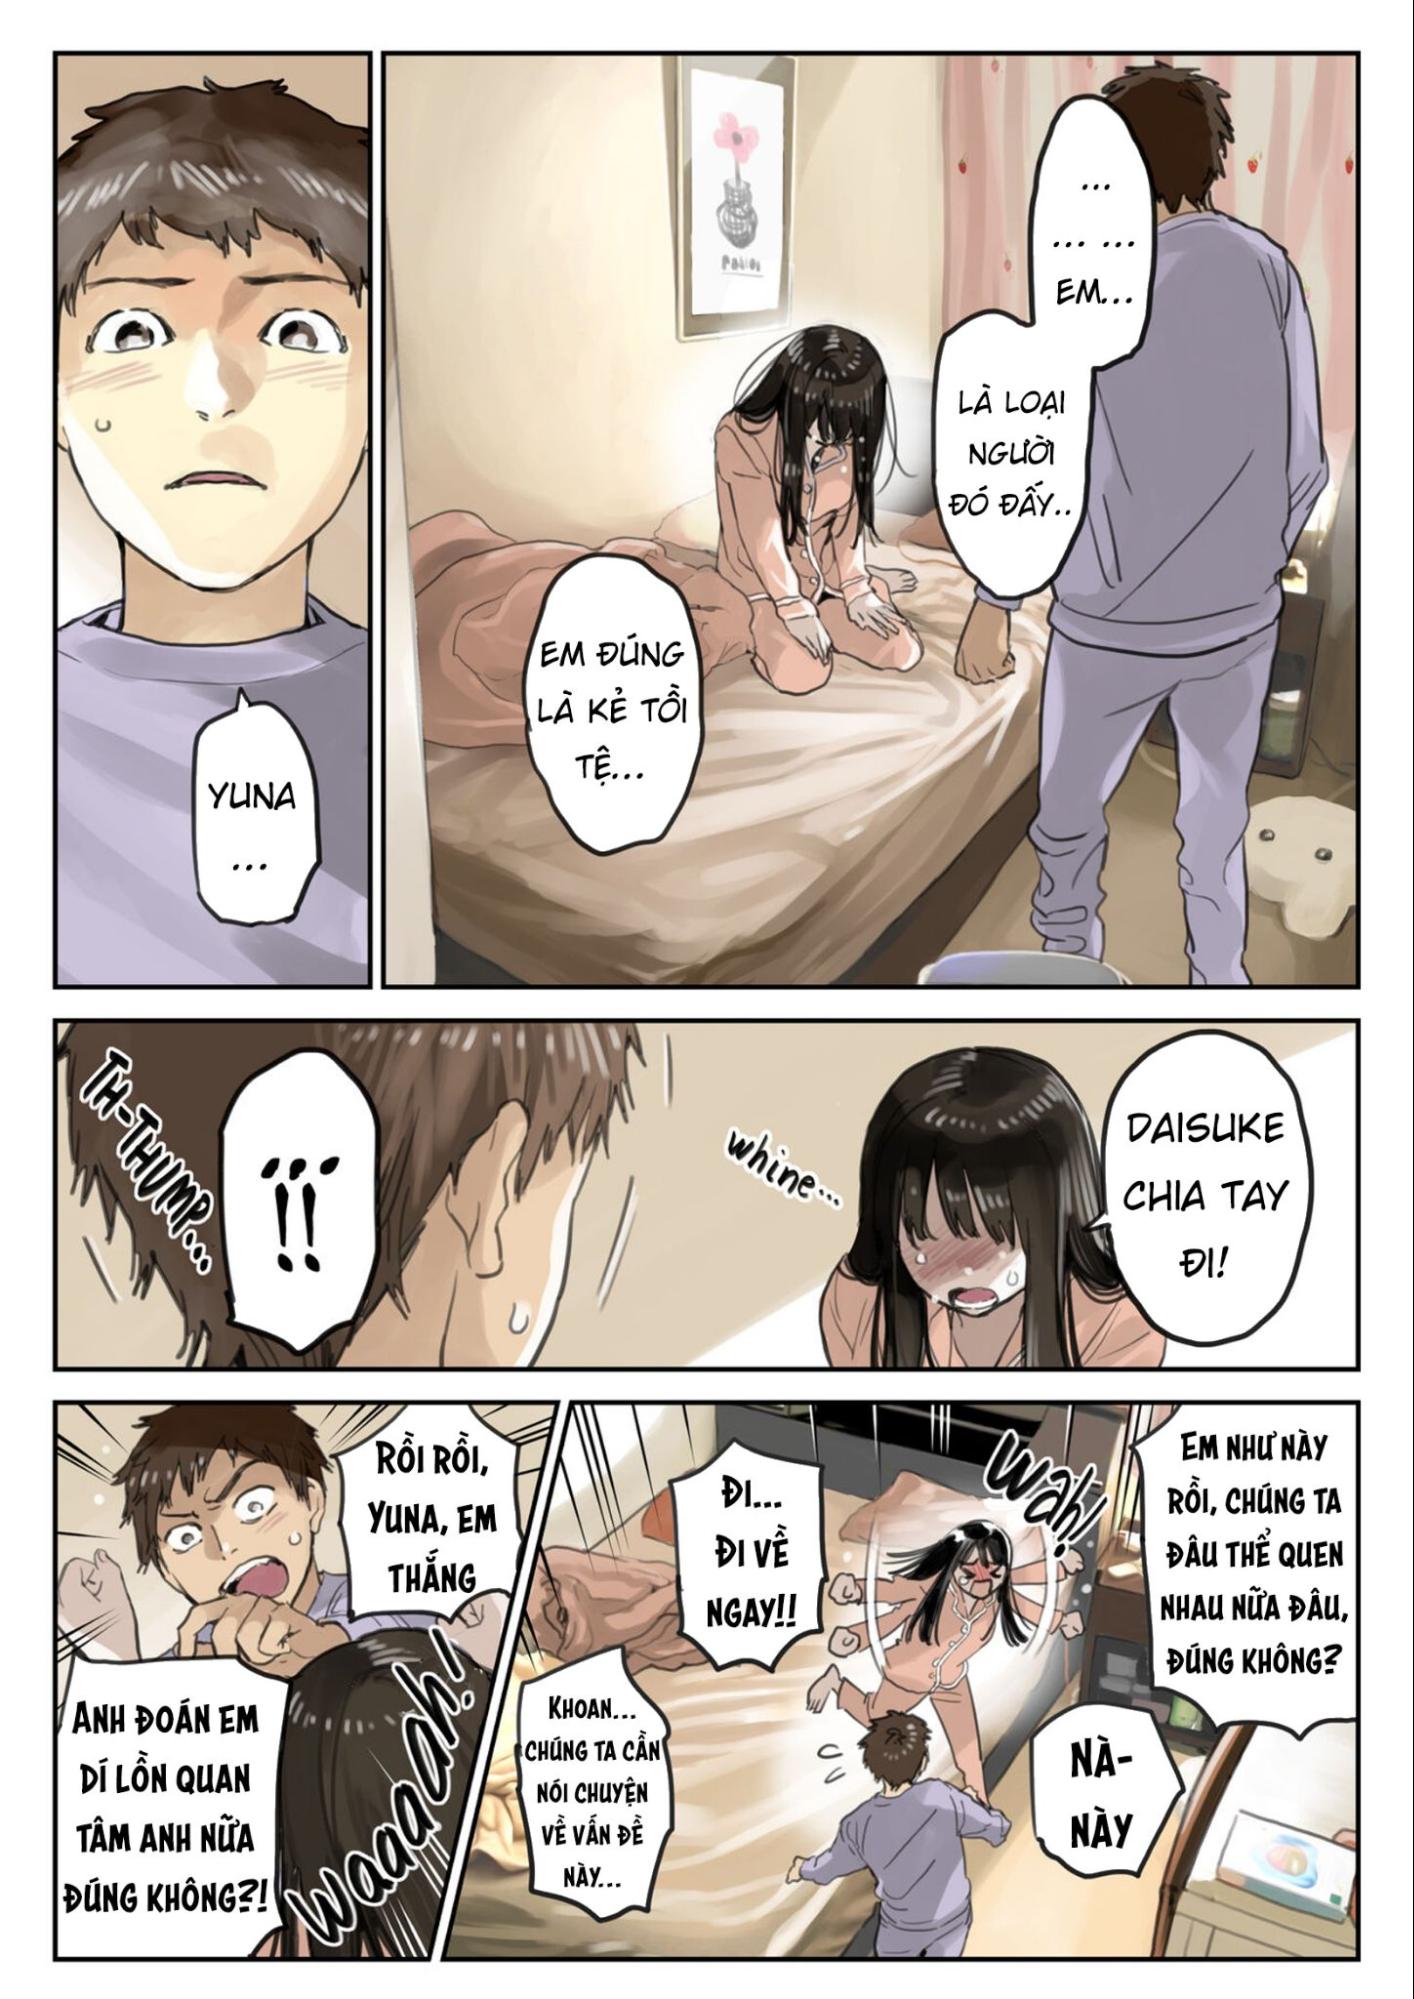 ...
... ...
EM...
LÀ LOẠI
NGƯỜI
ĐÓ ĐẤY..
EM ĐÚNG
LÀ KẺ TỒI
TỆ...
YUNA
...
DAISUKE
CHIA TAY
ĐI!
whine...
!!!
TH-THUMP...
EM NHƯ NÀY
RỒI, CHÚNG TA
ĐÂU THỂ QUEN
NHAU NỮA ĐÂU,
ĐÚNG KHÔNG?
Wah!
NÀ-
NÀY
ĐI...
ĐI VỀ
NGAY!!
KHOAN...
CHÚNG TA CẦN
NÓI CHUYỆN
VỀ VẤN ĐỀ
NÀY...
RỒI RỒI,
YUNA, EM
THẮNG
ANH ĐOÁN EM
DÍ LỒN QUAN
TÂM ANH NỮA
ĐÚNG KHÔNG?!
waaaah!